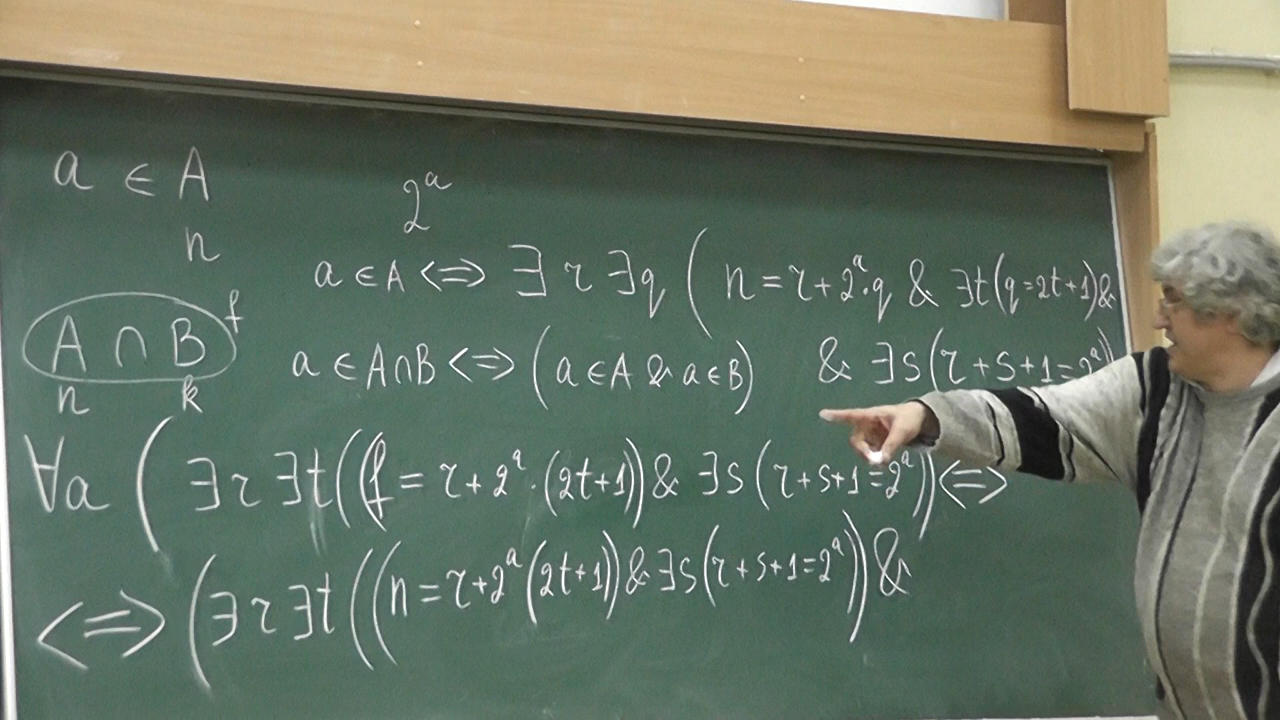 a ∈ A
n
2^a
a ∈ A <=> ∃ r ∃ q ( n = r + 2^a · q & ∃t (q = 2t + 1) &
& ∃s (r + s + 1 = 2^a)
A ∩ B f
n k
a ∈ A∩B <=> (a ∈ A & a ∈ B)
∀a ( ∃ r ∃t ((f = r + 2^a · (2t+1)) & ∃s (r + s + 1 = 2^a)) <=>
<=> (∃ r ∃t ((n = r + 2^a (2t+1)) & ∃s (r + s + 1 = 2^a)) &